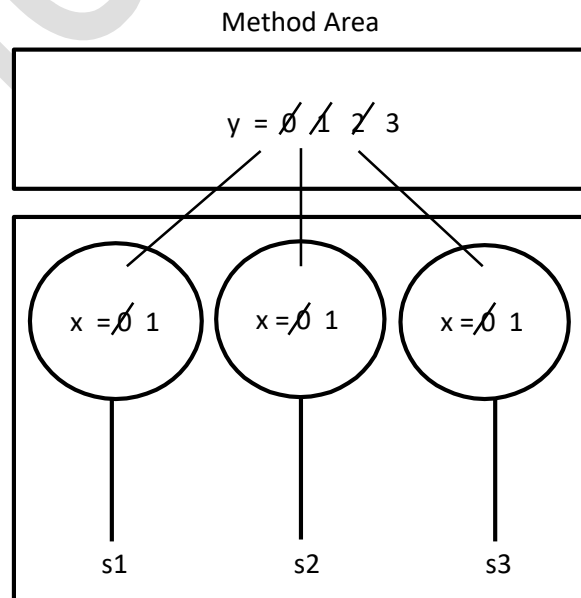 Method Area
y = 0 1 2 3
x = 0 1 x = 0 1 x = 0 1
s1 s2 s3